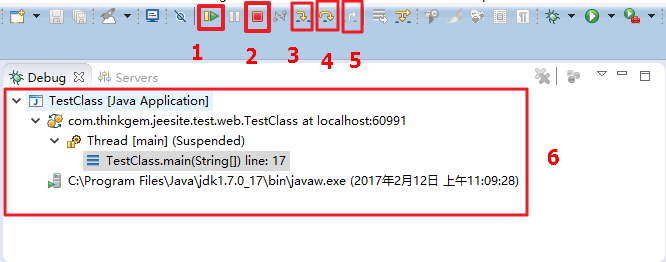 1 2 3 4 5
Debug Servers
TestClass [Java Application]
com.thinkgem.jeesite.test.web.TestClass at localhost:60991
Thread [main] (Suspended)
TestClass.main(String[]) line: 17
6
C:\Program Files\Java\jdk1.7.0_17\bin\javaw.exe (2017年2月12日 上午11:09:28)